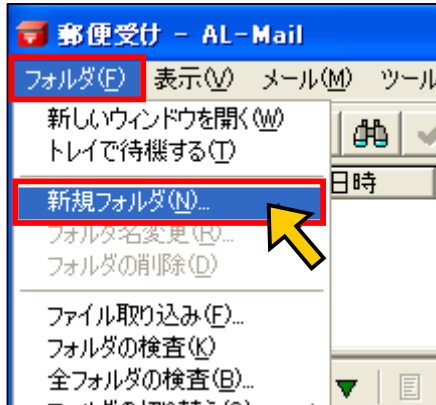 郵便受け - AL-Mail
フォルダ(F) 表示(V) メール(M) ツール
新しいウィンドウを開く(W)
トレイで待機する(T)
日時
新規フォルダ(N)...
フォルダ名変更(R)...
フォルダの削除(D)
ファイル取り込み(F)...
フォルダの検査(K)
全フォルダの検査(B)...